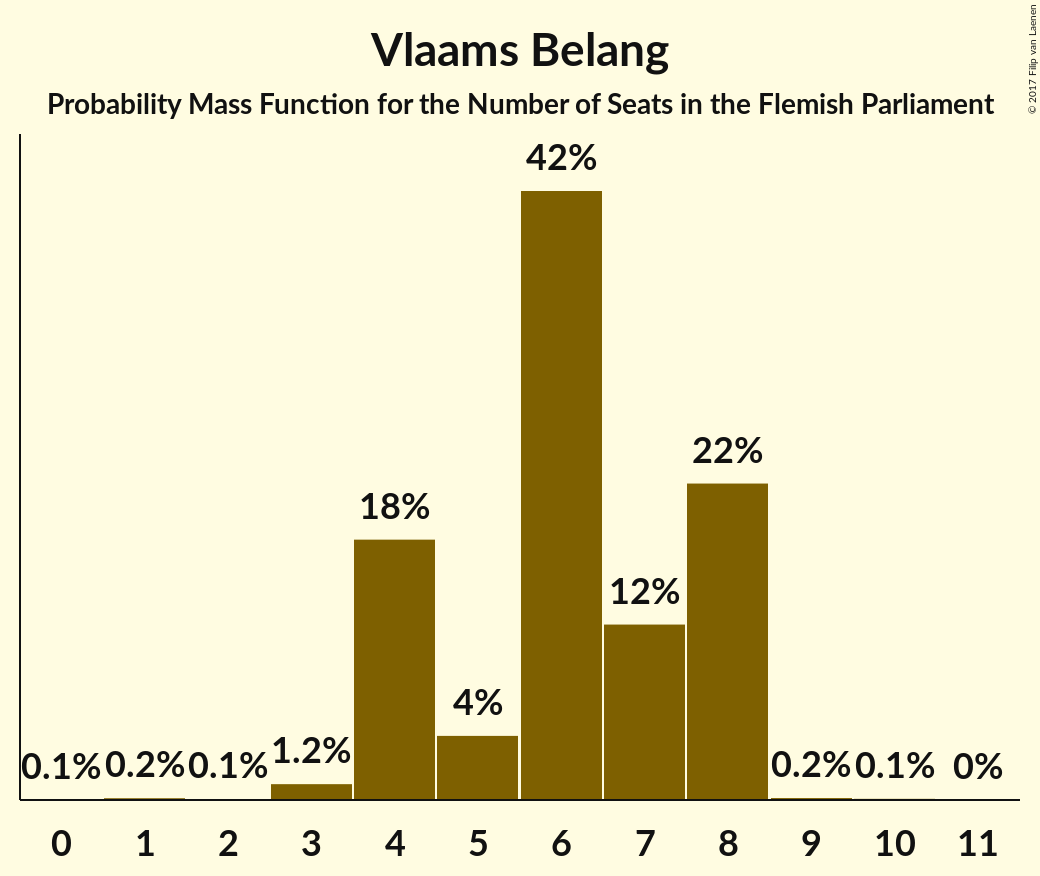 Vlaams Belang
Probability Mass Function for the Number of Seats in the Flemish Parliament
© 2017 Filip van Laenen
42%
22%
18%
12%
4%
0.1% 0.2% 0.1% 1.2% 0.2% 0.1% 0%
0 1 2 3 4 5 6 7 8 9 10 11